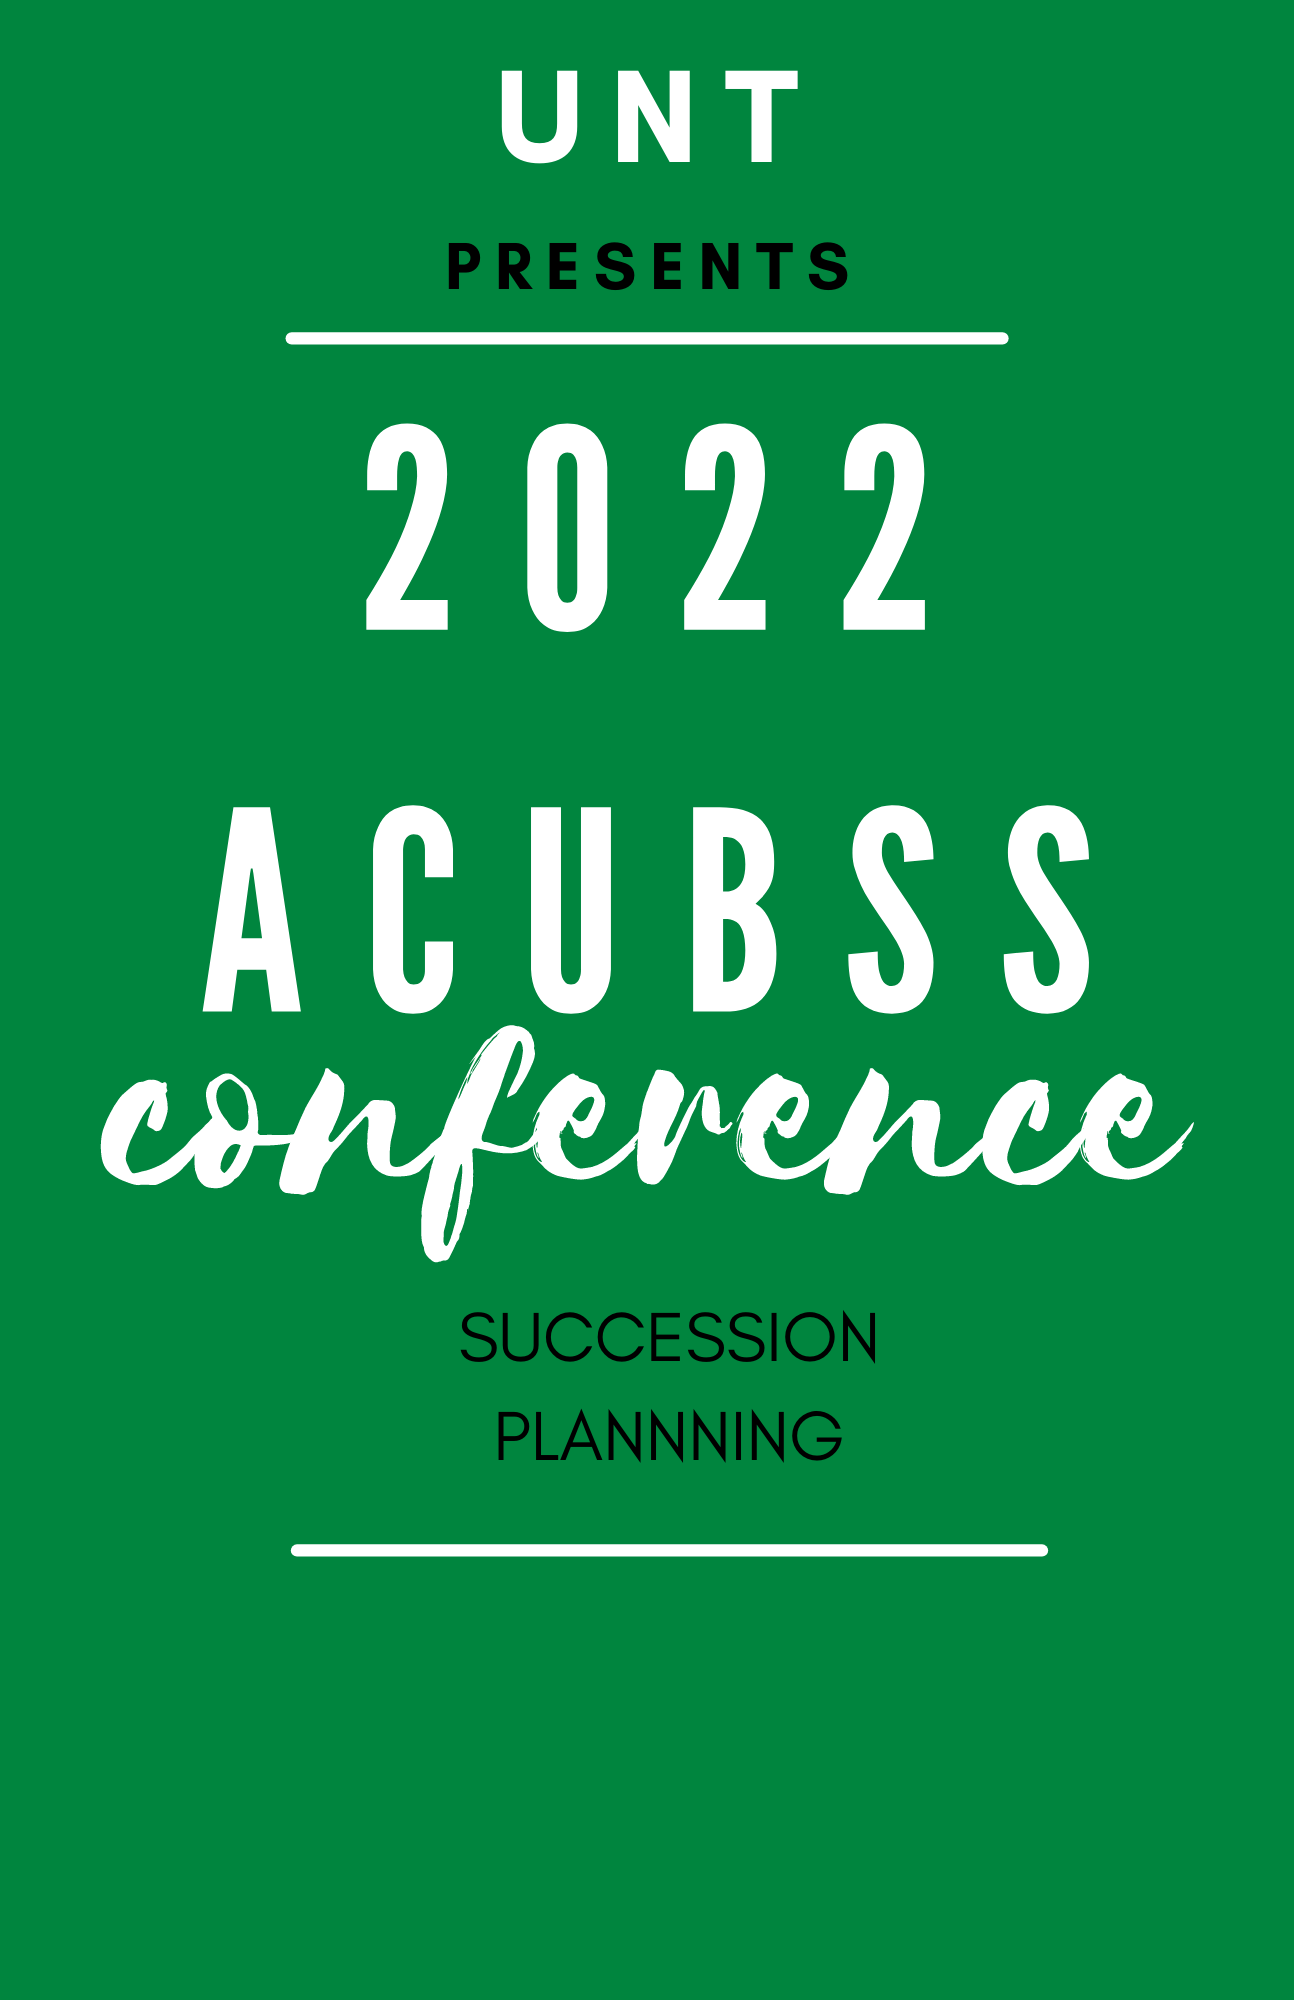 UNT
PRESENTS
2022
ACUBSS
conference
SUCCESSION
PLANNNING